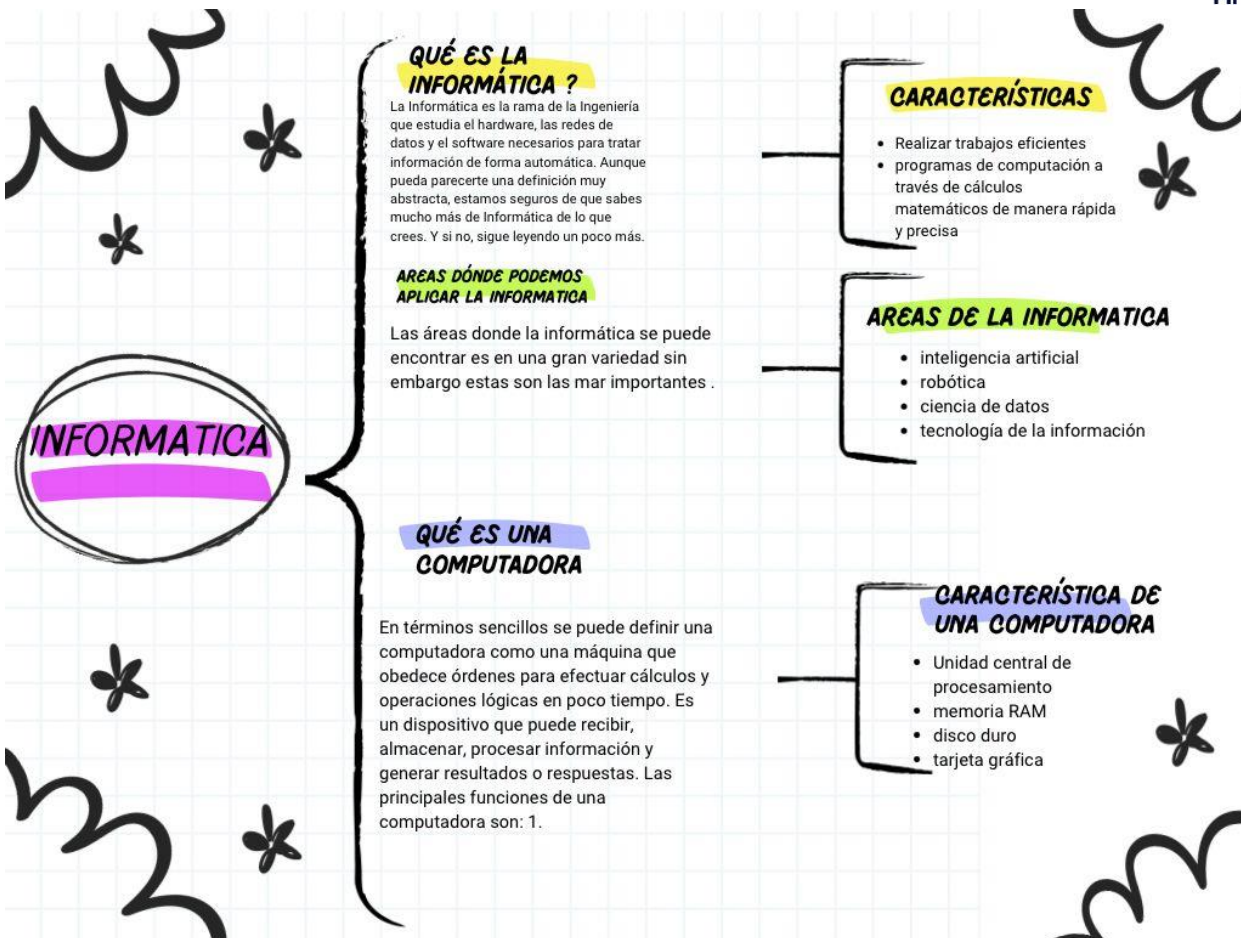 QUÉ ES LA
INFORMÁTICA ?
La Informática es la rama de la Ingeniería
que estudia el hardware, las redes de
datos y el software necesarios para tratar
información de forma automática. Aunque
pueda parecerte una definición muy
abstracta, estamos seguros de que sabes
mucho más de Informática de lo que
crees. Y si no, sigue leyendo un poco más.
CARACTERÍSTICAS
• Realizar trabajos eficientes
• programas de computación a
través de cálculos
matemáticos de manera rápida
y precisa
AREAS DÓNDE PODEMOS
APLICAR LA INFORMATICA
Las áreas donde la informática se puede
encontrar es en una gran variedad sin
embargo estas son las mar importantes .
AREAS DE LA INFORMATICA
• inteligencia artificial
• robótica
• ciencia de datos
• tecnología de la información
INFORMATICA
QUÉ ES UNA
COMPUTADORA
En términos sencillos se puede definir una
computadora como una máquina que
obedece órdenes para efectuar cálculos y
operaciones lógicas en poco tiempo. Es
un dispositivo que puede recibir,
almacenar, procesar información y
generar resultados o respuestas. Las
principales funciones de una
computadora son: 1.
CARACTERÍSTICA DE
UNA COMPUTADORA
• Unidad central de
procesamiento
• memoria RAM
• disco duro
• tarjeta gráfica